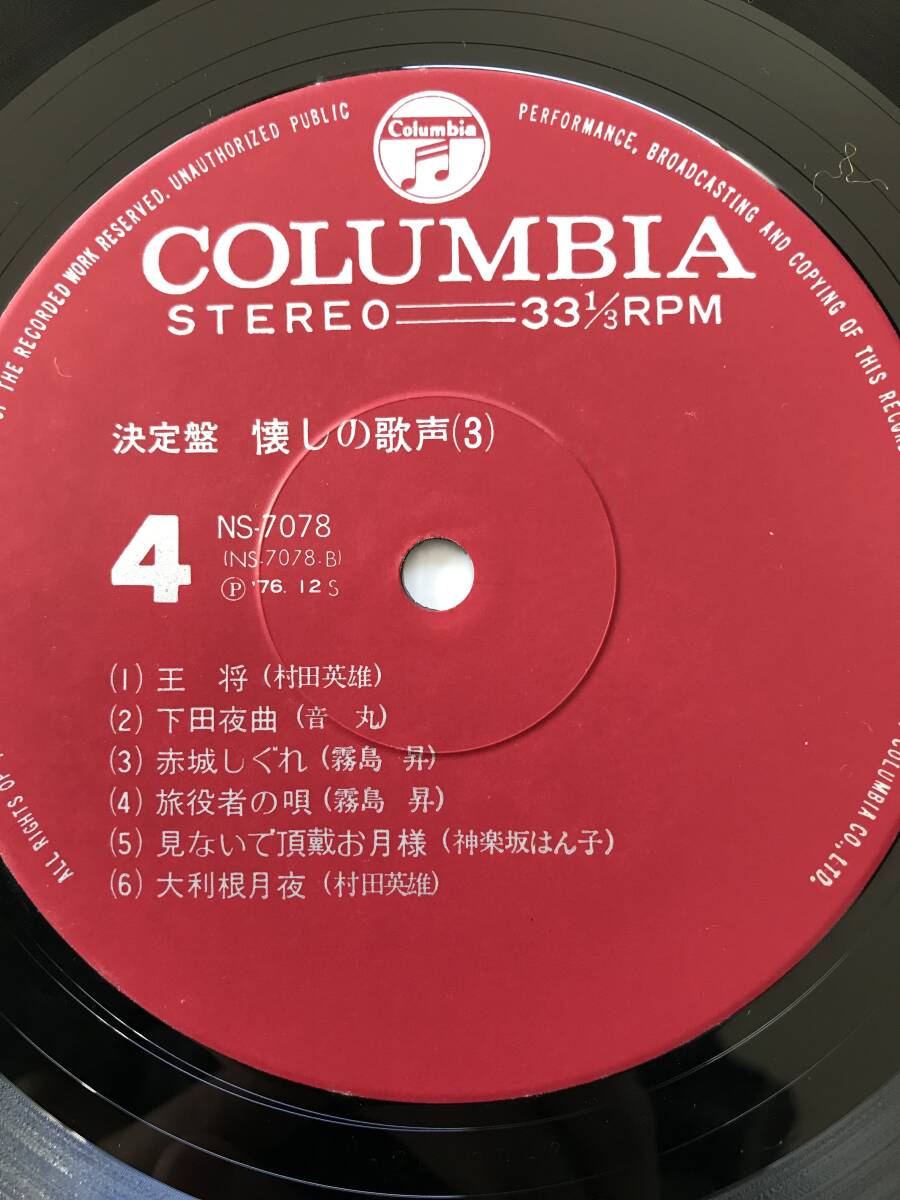 Columbia
COLUMBIA
STEREO 33⅓RPM
決定盤 懐しの歌声(3)
4
NS-7078
(NS-7078-B)
Ⓟ '76. 12 S
(1) 王 将 (村田英雄)
(2) 下田夜曲 (音 丸)
(3) 赤城しぐれ (霧島 昇)
(4) 旅役者の唄 (霧島 昇)
(5) 見ないで頂戴お月様 (神楽坂はん子)
(6) 大利根月夜 (村田英雄)
ALL RIGHTS OF THE RECORDED WORK RESERVED. UNAUTHORIZED PUBLIC PERFORMANCE, BROADCASTING AND COPYING OF THIS RECORD
COLUMBIA CO., LTD.